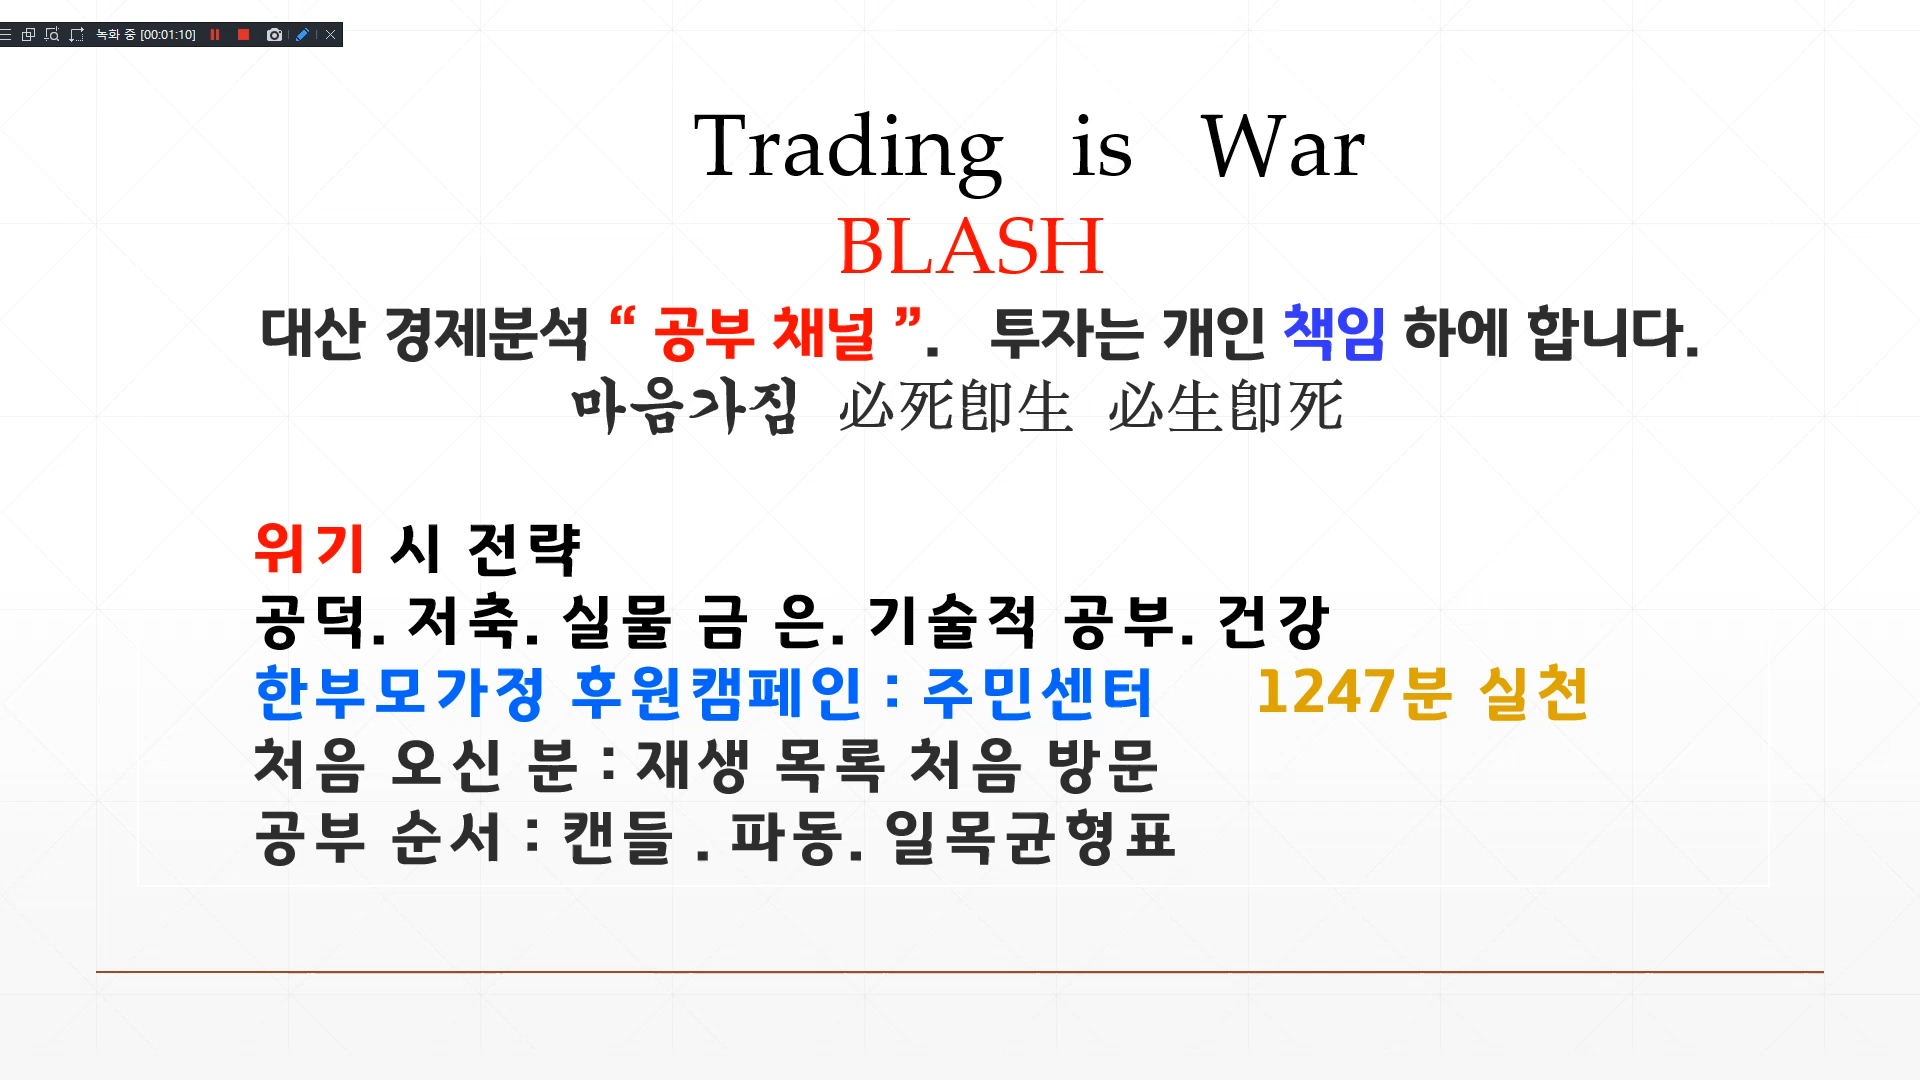 녹화 중 [00:01:10]
Trading is War
BLASH
대산 경제분석 “ 공부 채널 ”. 투자는 개인 책임 하에 합니다.
마음가짐 必死卽生 必生卽死
위기 시 전략
공덕. 저축. 실물 금 은. 기술적 공부. 건강
한부모가정 후원캠페인 : 주민센터 1247분 실천
처음 오신 분 : 재생 목록 처음 방문
공부 순서 : 캔들 . 파동. 일목균형표